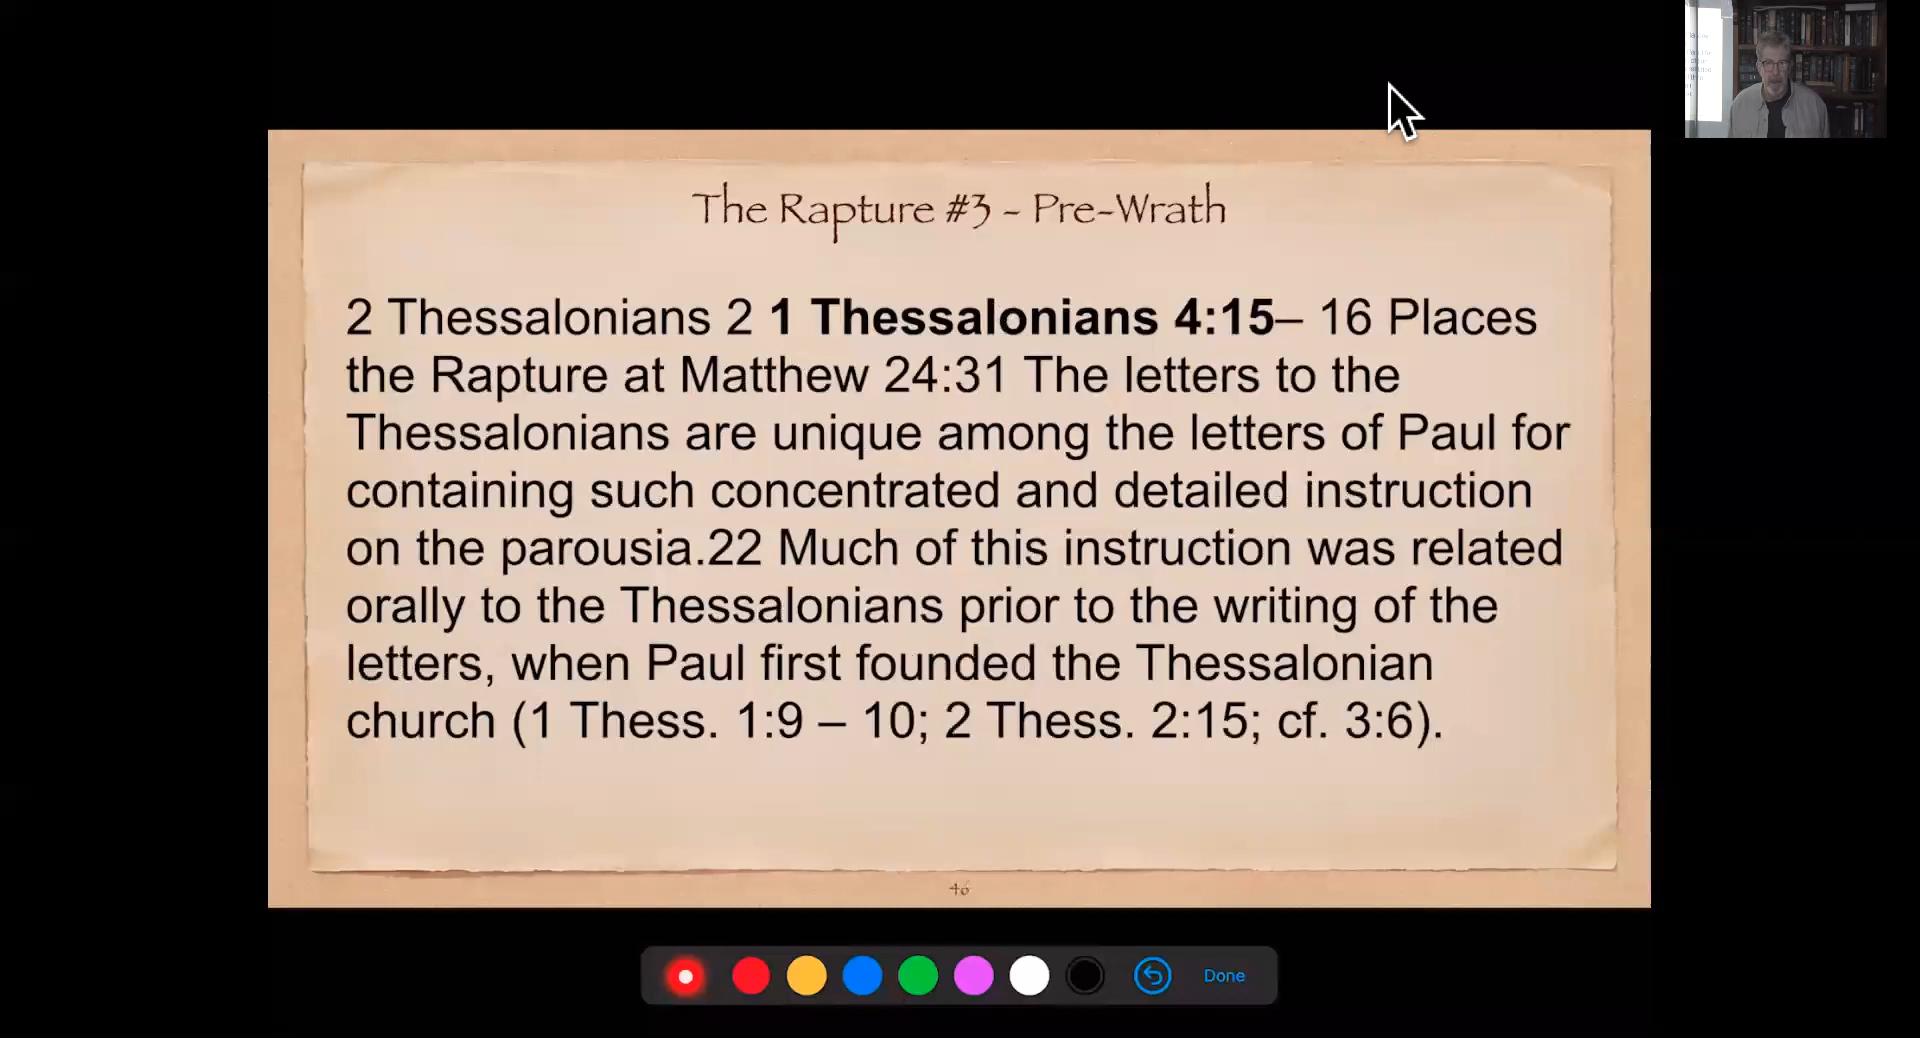 The Rapture #3 - Pre-Wrath
2 Thessalonians 2 1 Thessalonians 4:15– 16 Places
the Rapture at Matthew 24:31 The letters to the
Thessalonians are unique among the letters of Paul for
containing such concentrated and detailed instruction
on the parousia.22 Much of this instruction was related
orally to the Thessalonians prior to the writing of the
letters, when Paul first founded the Thessalonian
church (1 Thess. 1:9 – 10; 2 Thess. 2:15; cf. 3:6).
46
Done